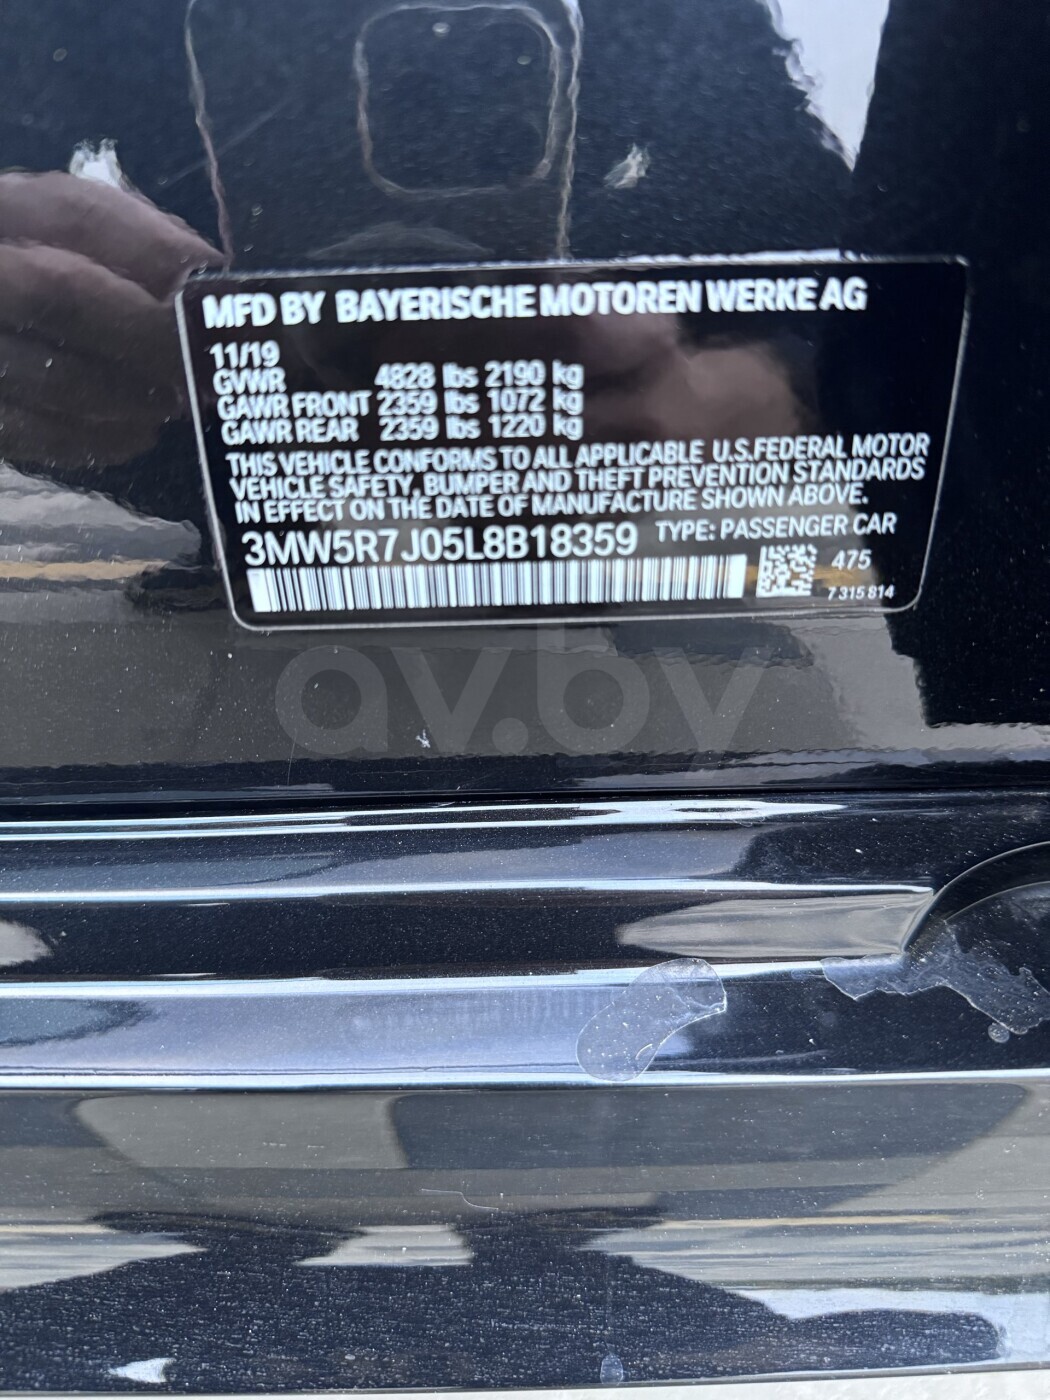 MFD BY BAYERISCHE MOTOREN WERKE AG
11/19
GVWR 4828 lbs 2190 kg
GAWR FRONT 2359 lbs 1072 kg
GAWR REAR 2359 lbs 1220 kg
THIS VEHICLE CONFORMS TO ALL APPLICABLE U.S.FEDERAL MOTOR
VEHICLE SAFETY, BUMPER AND THEFT PREVENTION STANDARDS
IN EFFECT ON THE DATE OF MANUFACTURE SHOWN ABOVE.
3MW5R7J05L8B18359 TYPE: PASSENGER CAR
475
7 315 814
av.by